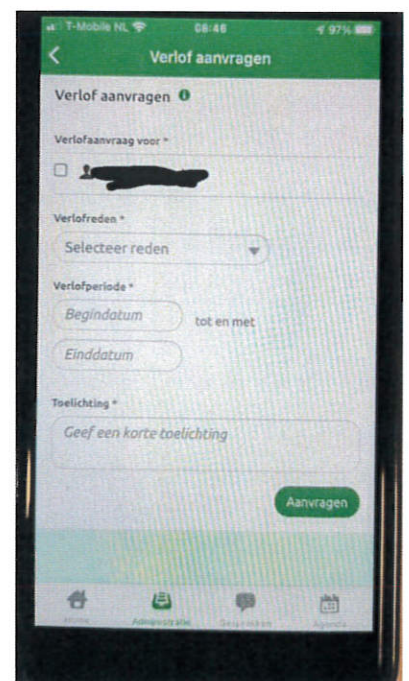 T-Mobile NL 08:46 97%
Verlof aanvragen
Verlof aanvragen
Verlofaanvraag voor *
Verlofreden *
Selecteer reden
Verlofperiode *
Begindatum tot en met
Einddatum
Toelichting *
Geef een korte toelichting
Aanvragen
Home Administratie Gesprekken Agenda